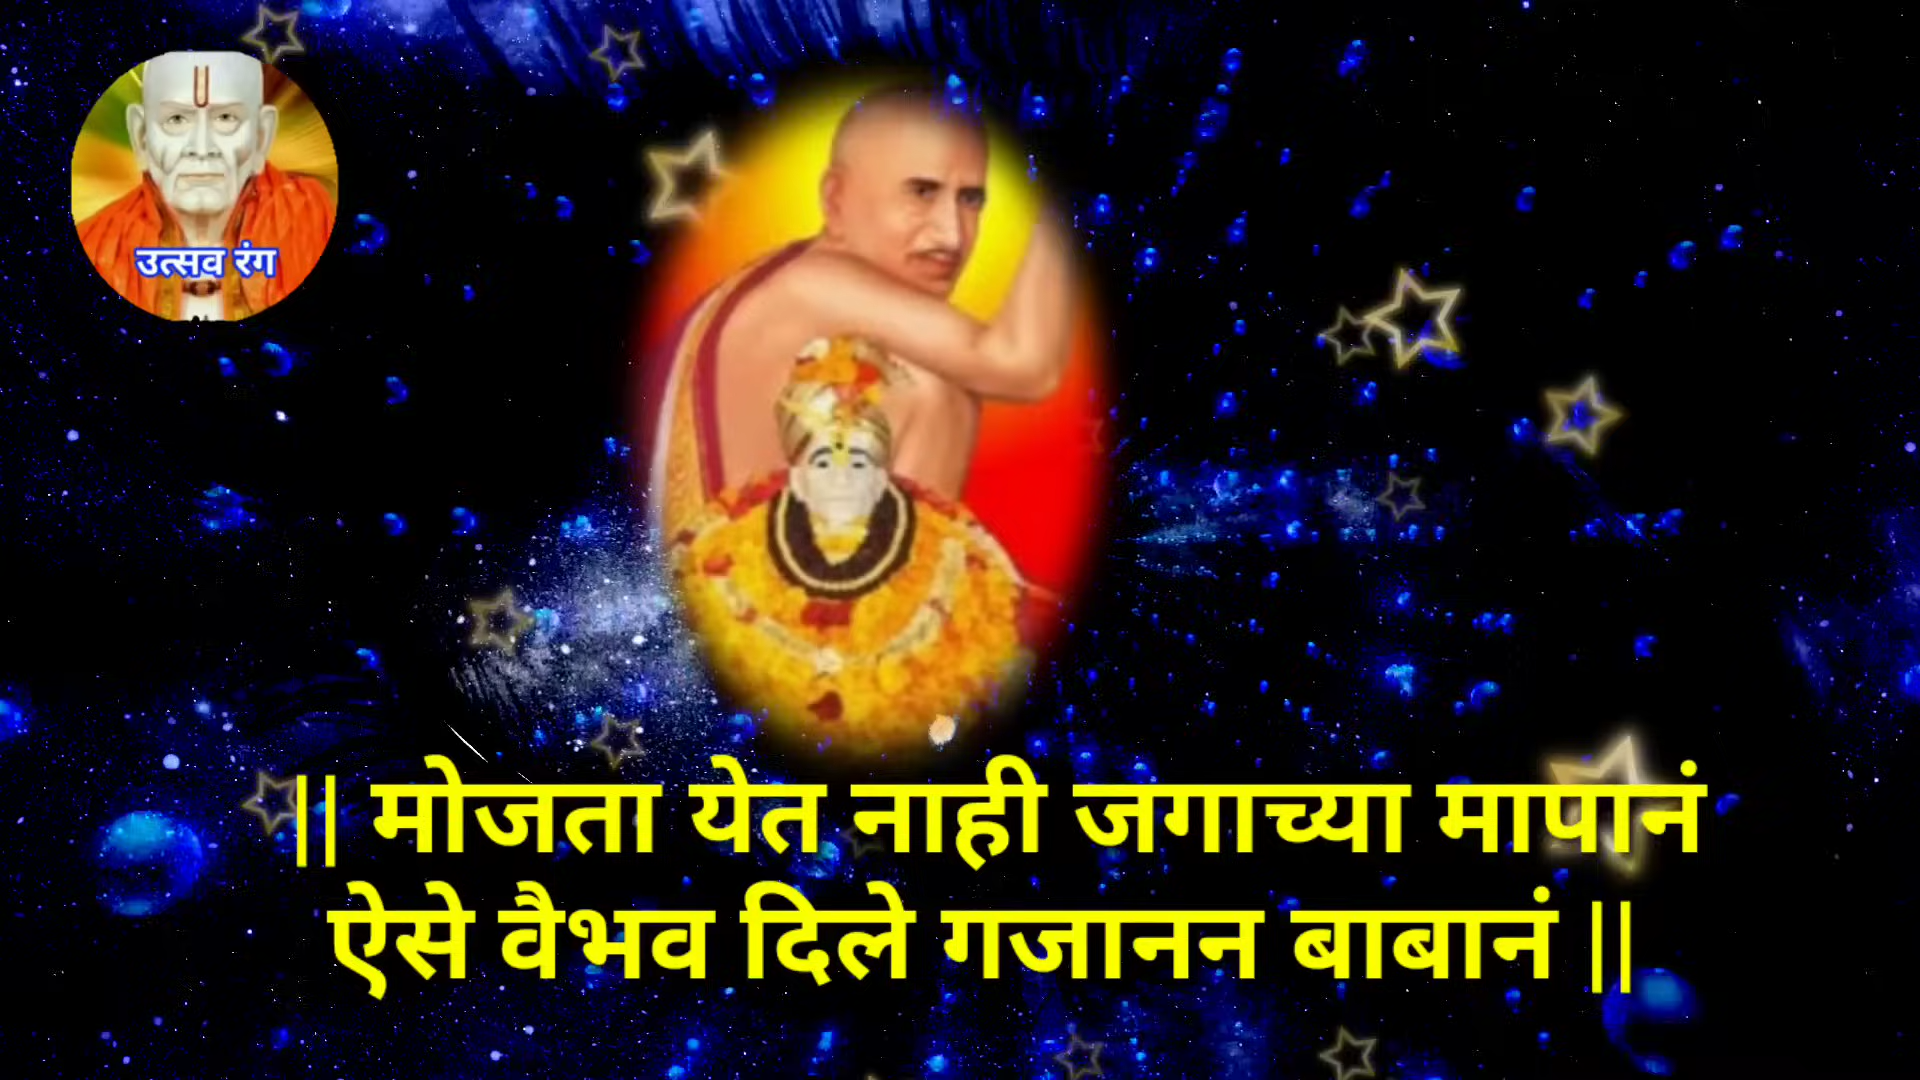 उत्सव रंग
|| मोजता येत नाही जगाच्या मापानं
ऐसे वैभव दिले गजानन बाबानं ||